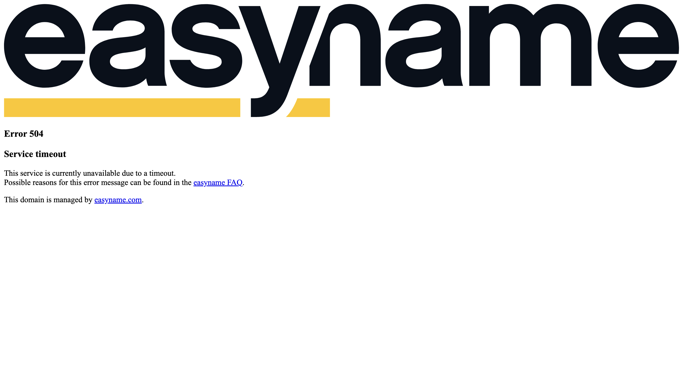 easyname
Error 504
Service timeout
This service is currently unavailable due to a timeout.
Possible reasons for this error message can be found in the easyname FAQ.
This domain is managed by easyname.com.